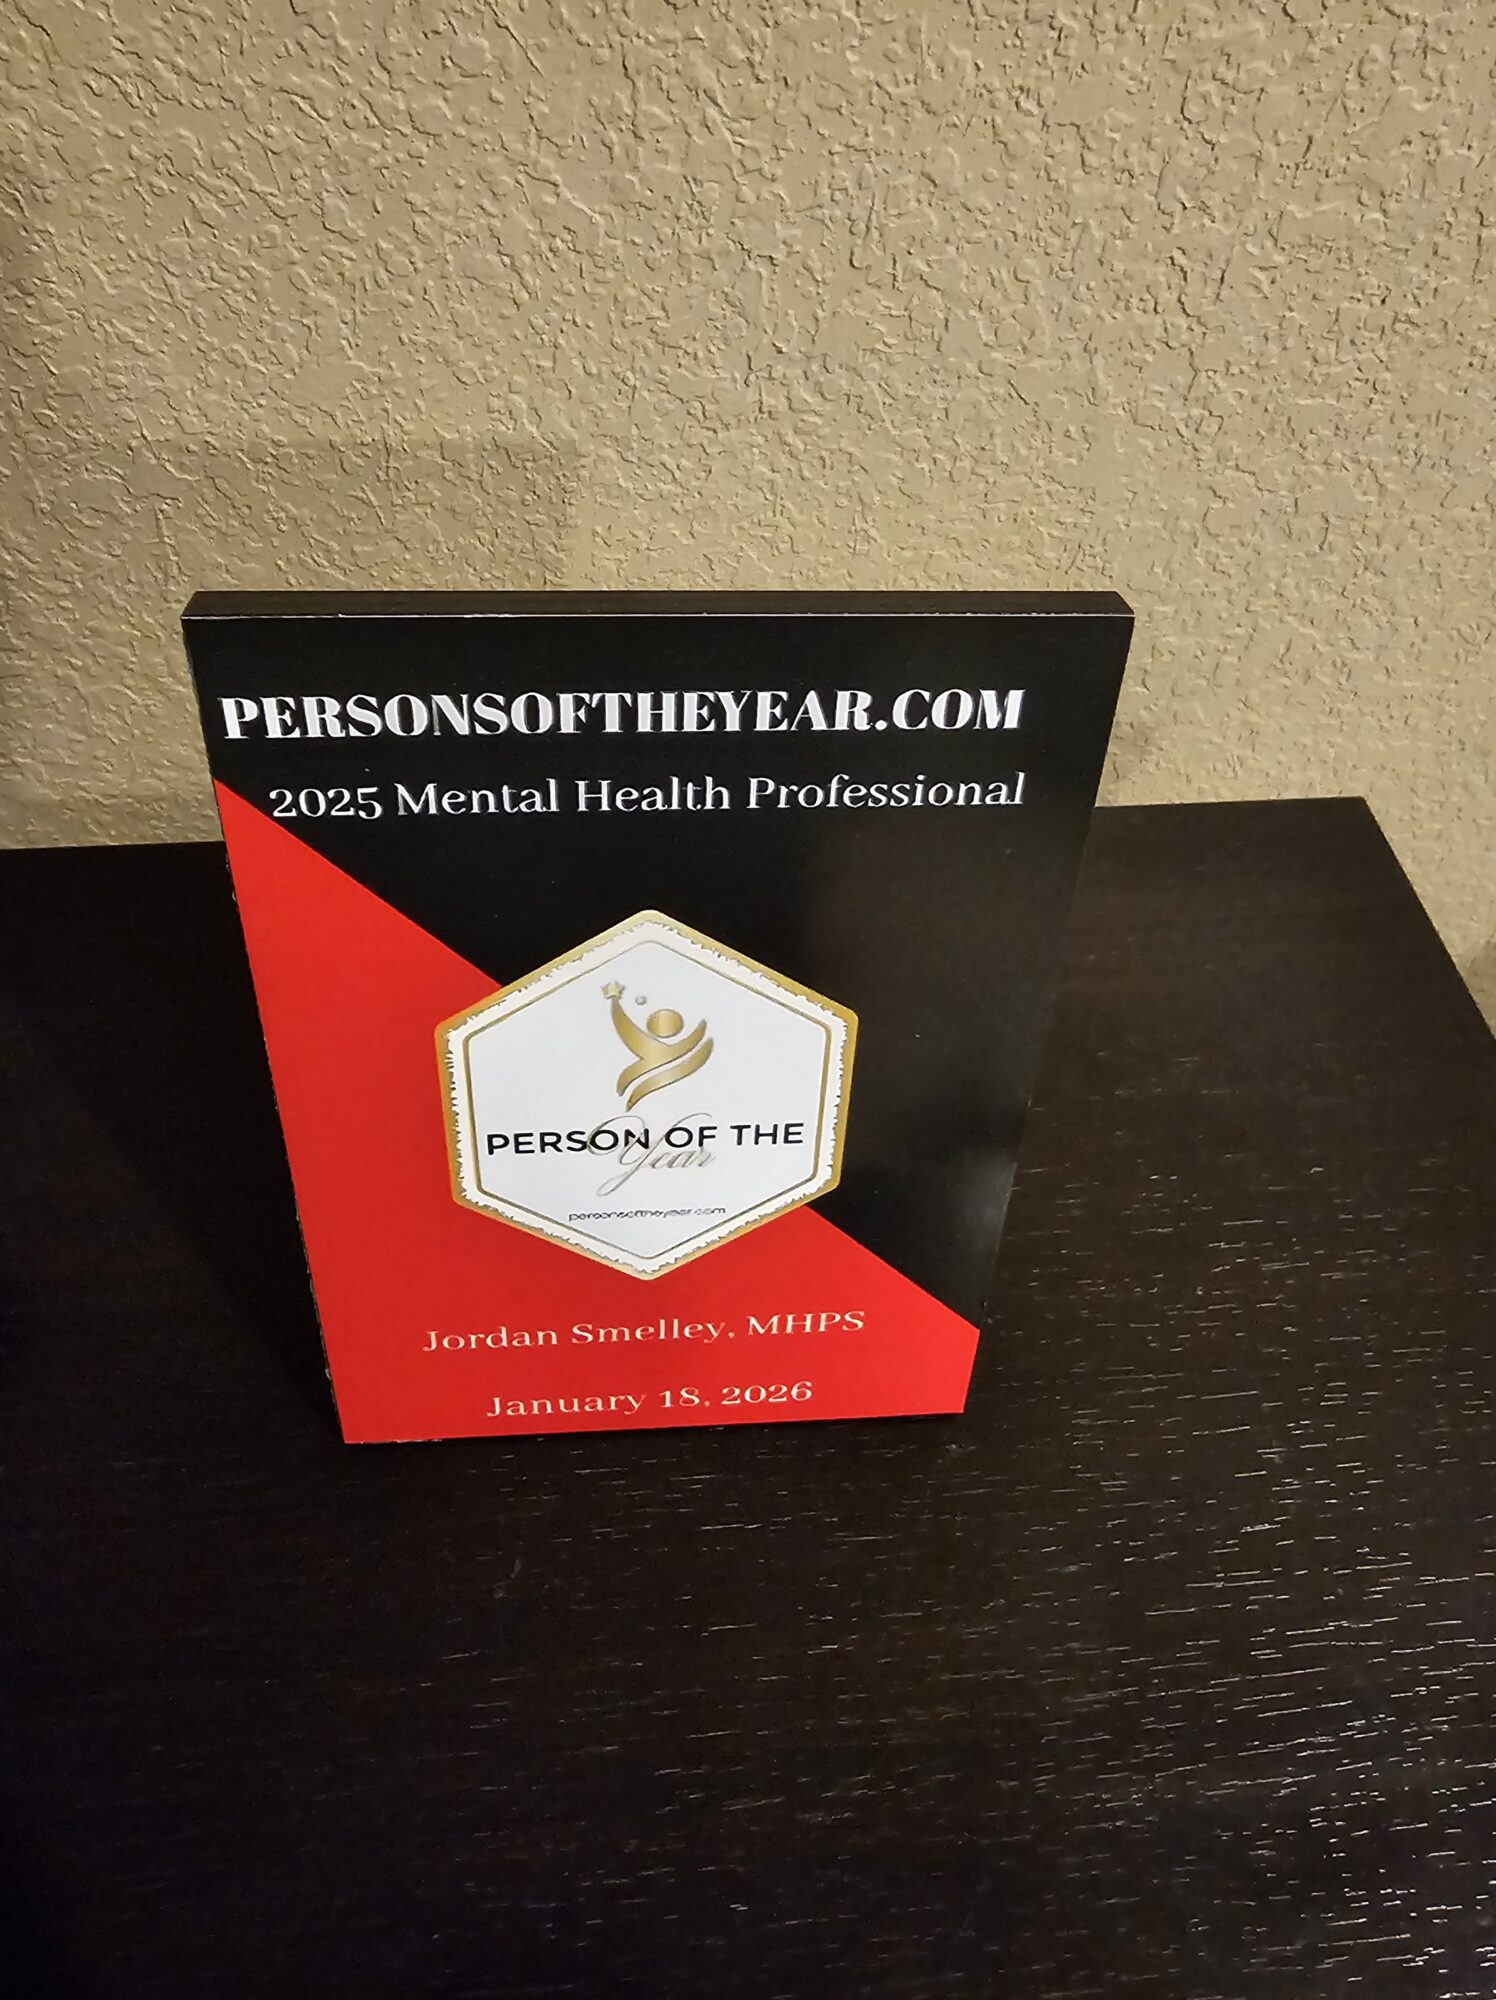 PERSONSOFTHEYEAR.COM
2025 Mental Health Professional
PERSON OF THE
Year
personsoftheyear.com
Jordan Smelley, MHPS
January 18, 2026